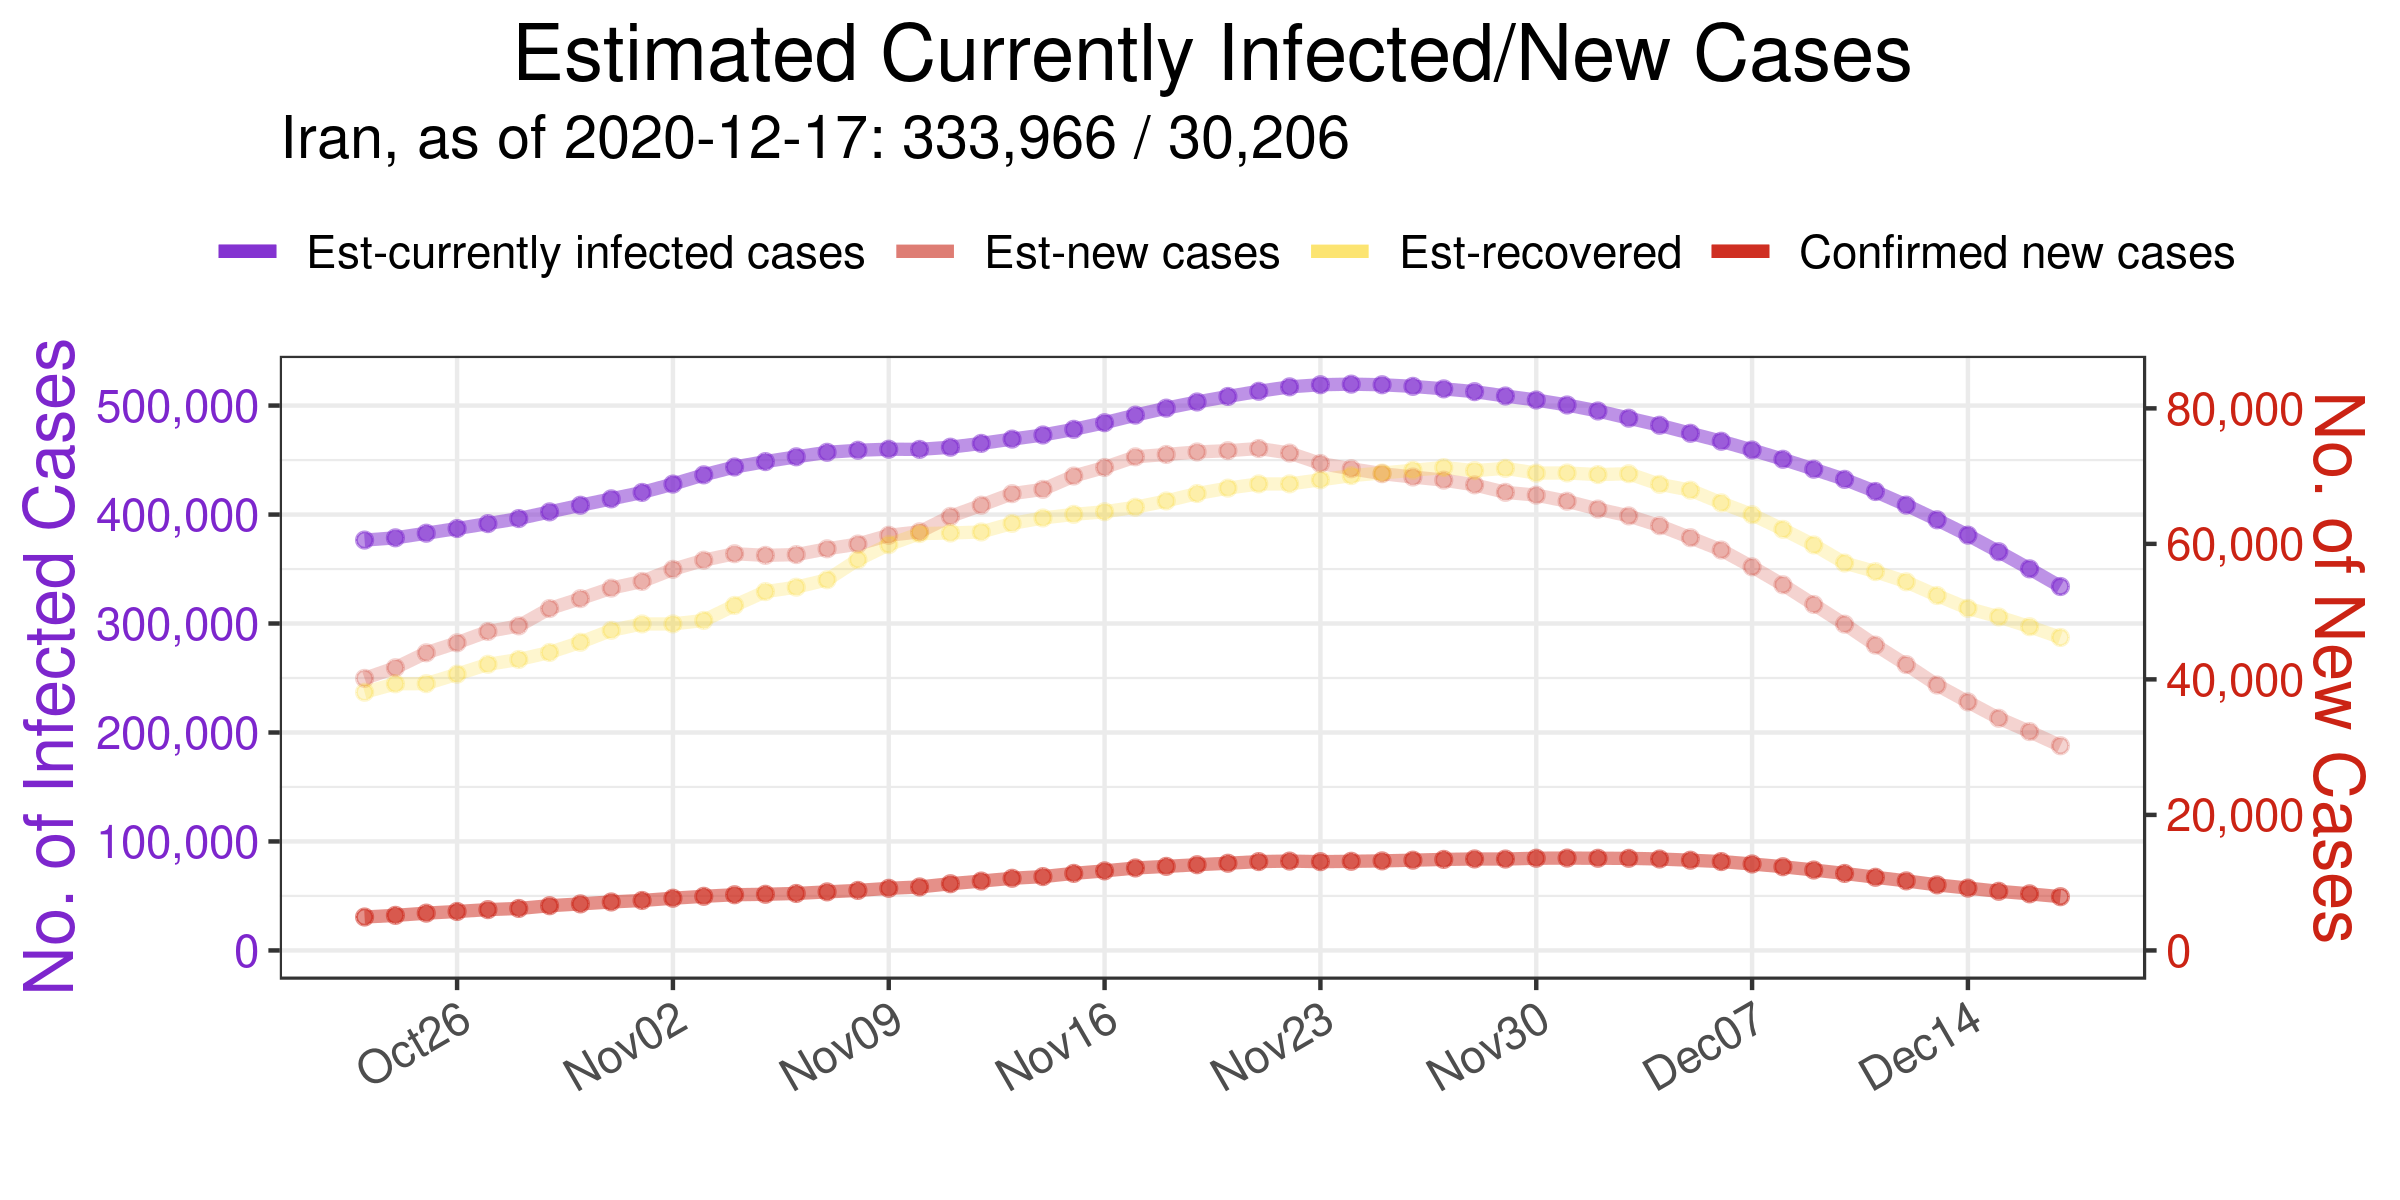 Estimated Currently Infected/New Cases
Iran, as of 2020-12-17: 333,966 / 30,206
Est-currently infected cases
Est-new cases
Est-recovered
Confirmed new cases
No. of Infected Cases
500,000
400,000
300,000
200,000
100,000
0
80,000
60,000
40,000
20,000
0
No. of New Cases
Oct26
Nov02
Nov09
Nov16
Nov23
Nov30
Dec07
Dec14